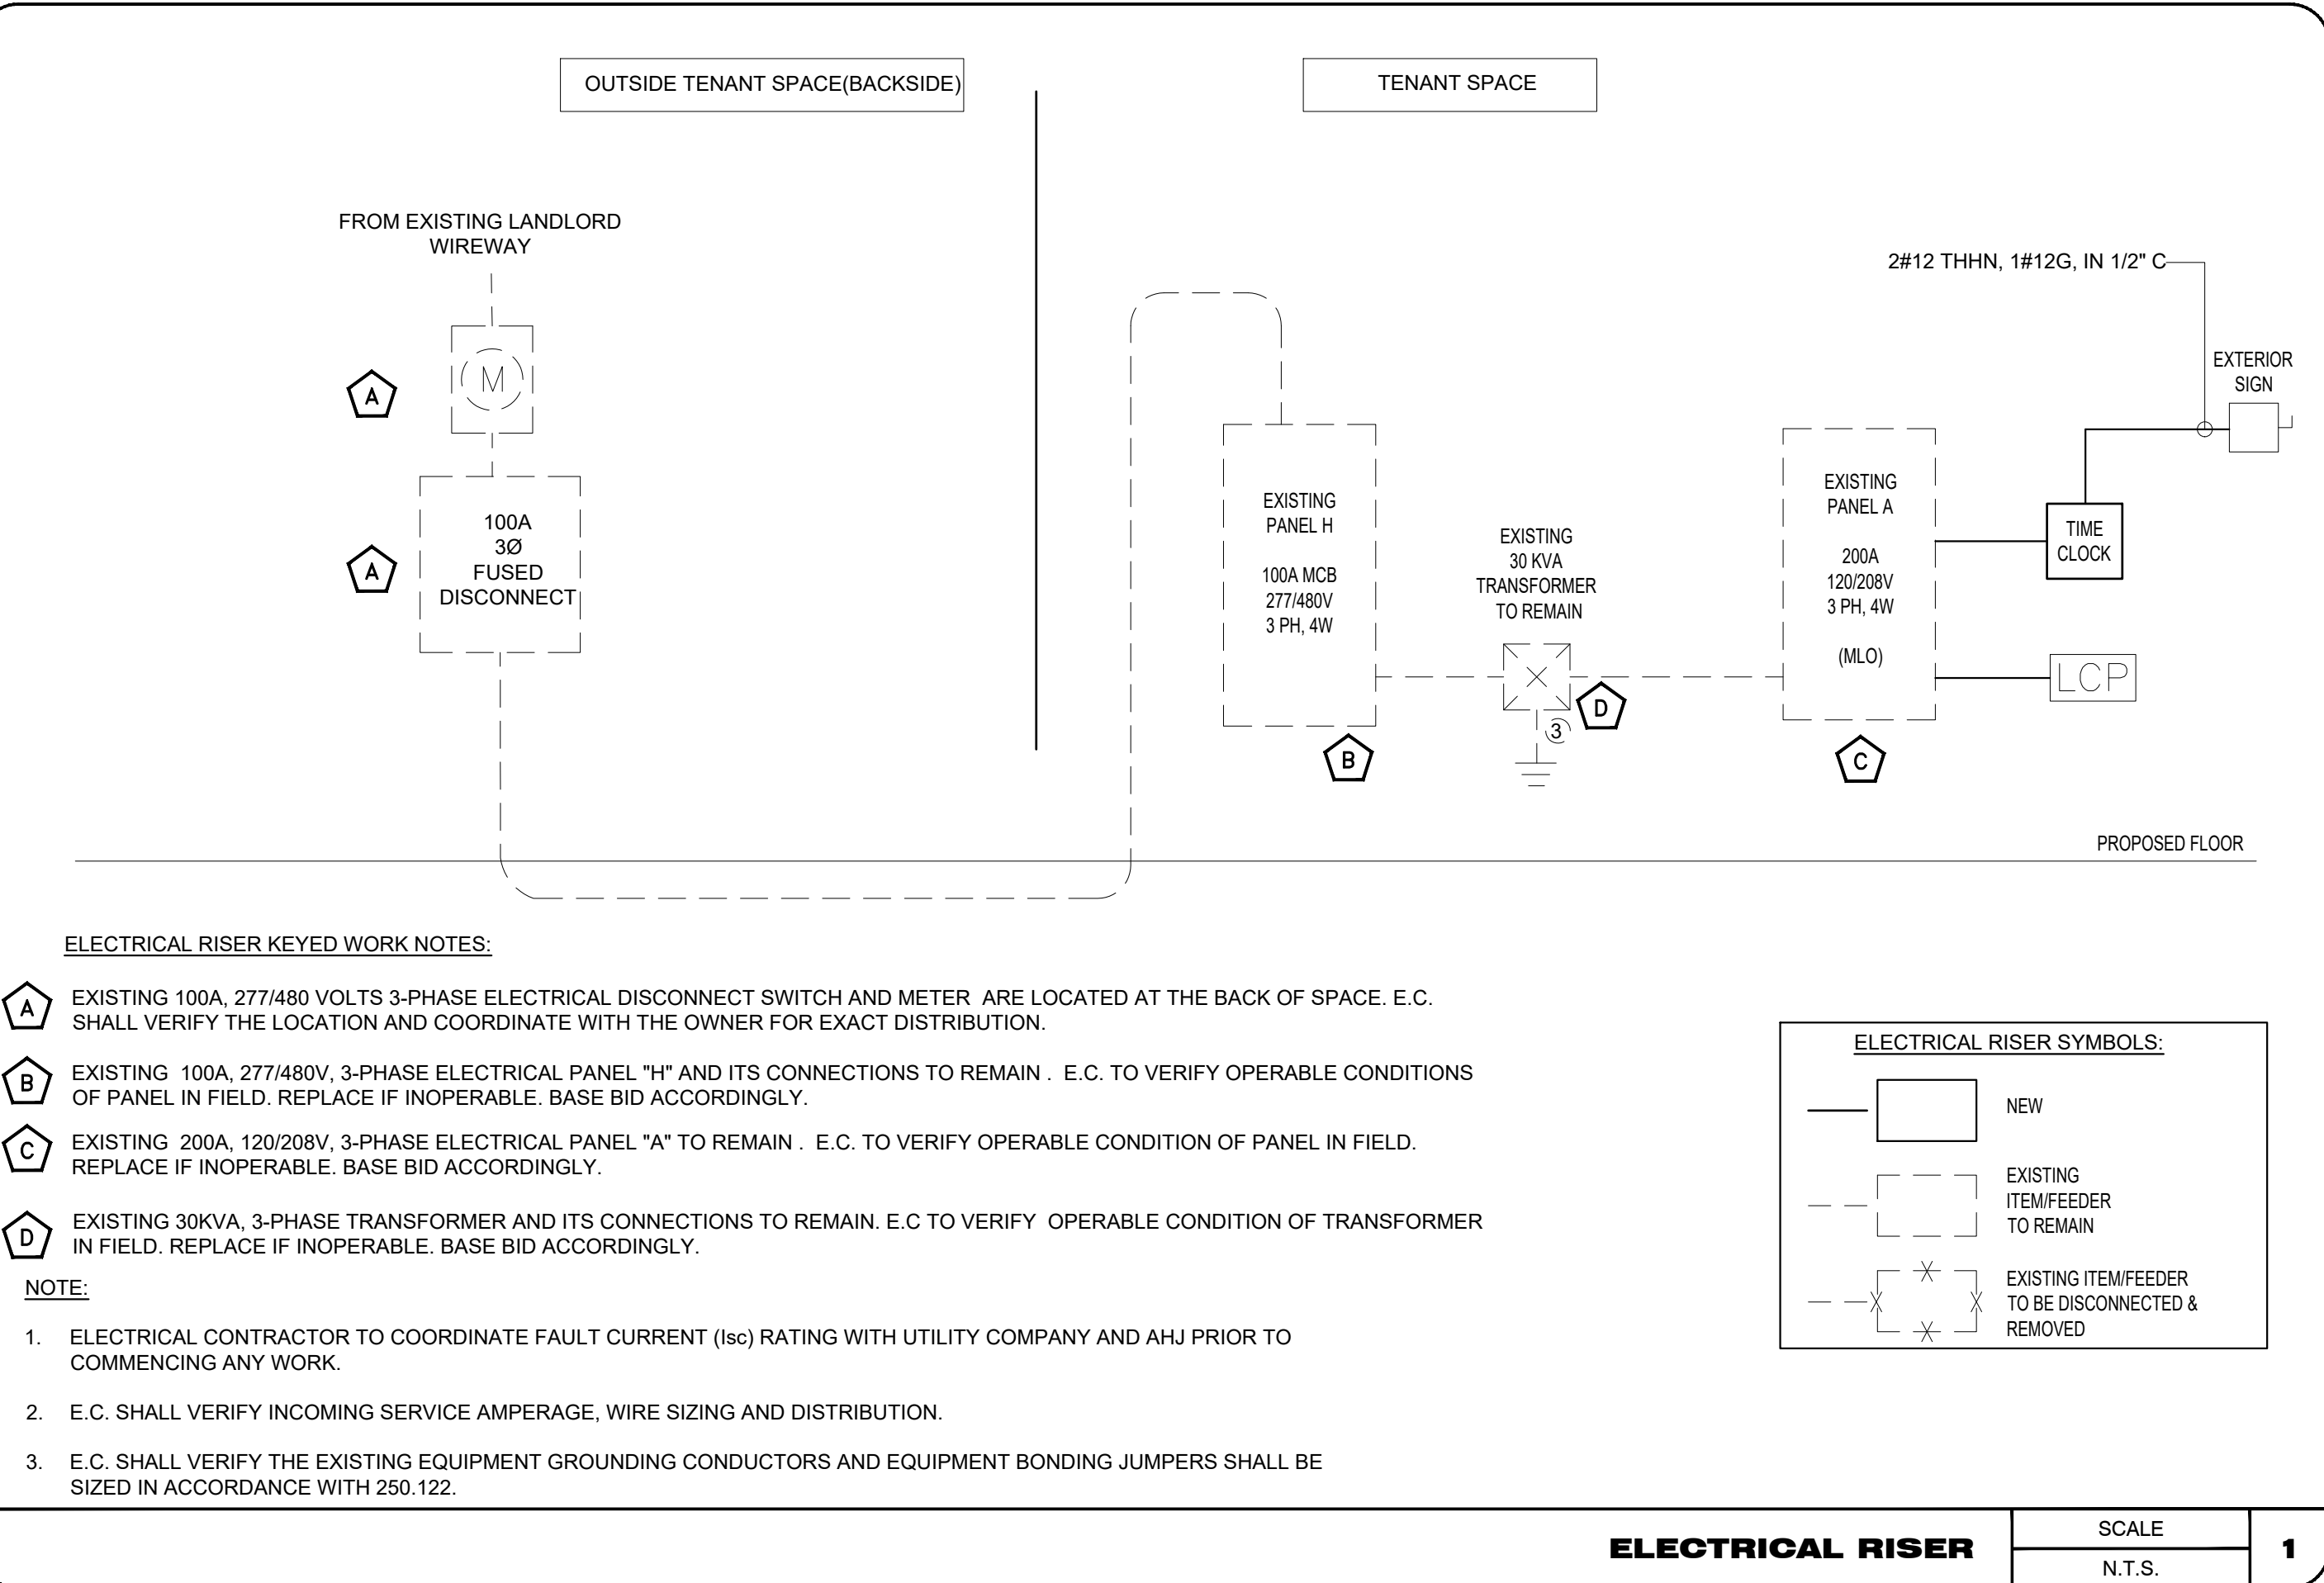 OUTSIDE TENANT SPACE(BACKSIDE)
TENANT SPACE
FROM EXISTING LANDLORD
WIREWAY
M
A
100A
3Ø
FUSED
DISCONNECT
A
EXISTING
PANEL H
100A MCB
277/480V
3 PH, 4W
B
EXISTING
30 KVA
TRANSFORMER
TO REMAIN
D
3
EXISTING
PANEL A
200A
120/208V
3 PH, 4W
(MLO)
C
2#12 THHN, 1#12G, IN 1/2" C
EXTERIOR
SIGN
TIME
CLOCK
LCP
PROPOSED FLOOR
ELECTRICAL RISER KEYED WORK NOTES:
A EXISTING 100A, 277/480 VOLTS 3-PHASE ELECTRICAL DISCONNECT SWITCH AND METER ARE LOCATED AT THE BACK OF SPACE. E.C.
SHALL VERIFY THE LOCATION AND COORDINATE WITH THE OWNER FOR EXACT DISTRIBUTION.
B EXISTING 100A, 277/480V, 3-PHASE ELECTRICAL PANEL "H" AND ITS CONNECTIONS TO REMAIN . E.C. TO VERIFY OPERABLE CONDITIONS
OF PANEL IN FIELD. REPLACE IF INOPERABLE. BASE BID ACCORDINGLY.
C EXISTING 200A, 120/208V, 3-PHASE ELECTRICAL PANEL "A" TO REMAIN . E.C. TO VERIFY OPERABLE CONDITION OF PANEL IN FIELD.
REPLACE IF INOPERABLE. BASE BID ACCORDINGLY.
D EXISTING 30KVA, 3-PHASE TRANSFORMER AND ITS CONNECTIONS TO REMAIN. E.C TO VERIFY OPERABLE CONDITION OF TRANSFORMER
IN FIELD. REPLACE IF INOPERABLE. BASE BID ACCORDINGLY.
NOTE:
1. ELECTRICAL CONTRACTOR TO COORDINATE FAULT CURRENT (Isc) RATING WITH UTILITY COMPANY AND AHJ PRIOR TO
COMMENCING ANY WORK.
2. E.C. SHALL VERIFY INCOMING SERVICE AMPERAGE, WIRE SIZING AND DISTRIBUTION.
3. E.C. SHALL VERIFY THE EXISTING EQUIPMENT GROUNDING CONDUCTORS AND EQUIPMENT BONDING JUMPERS SHALL BE
SIZED IN ACCORDANCE WITH 250.122.
ELECTRICAL RISER SYMBOLS:
NEW
EXISTING
ITEM/FEEDER
TO REMAIN
EXISTING ITEM/FEEDER
TO BE DISCONNECTED &
REMOVED
ELECTRICAL RISER
SCALE
N.T.S.
1